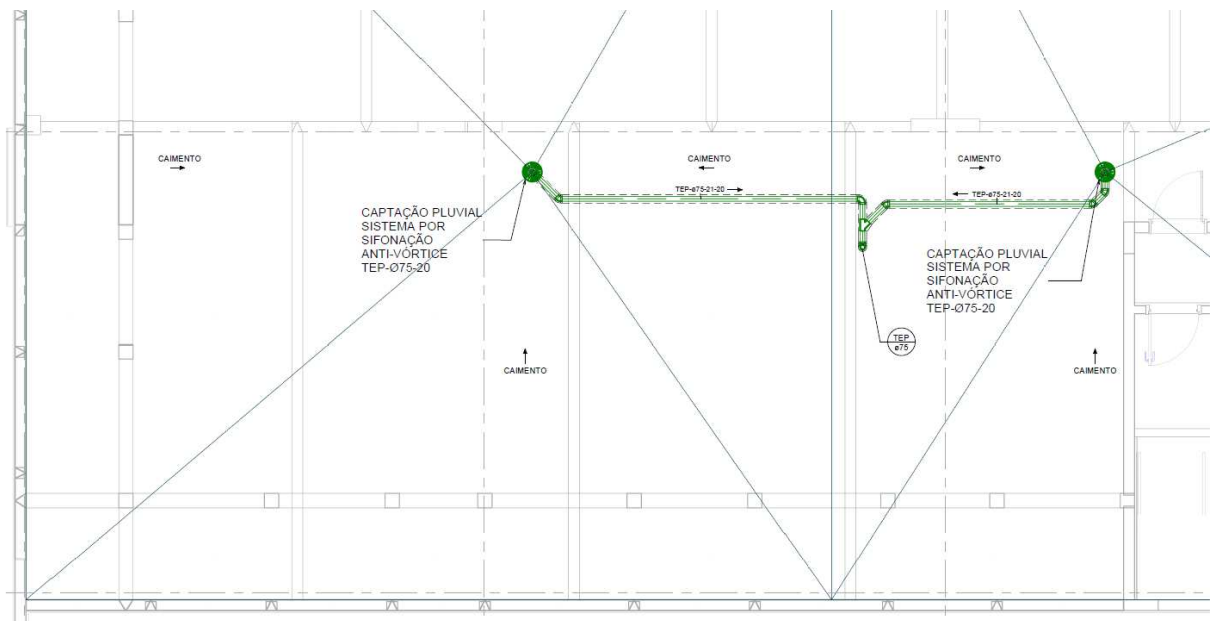 CAIMENTO
CAIMENTO
CAIMENTO
TEP-ø75-21-20
TEP-ø75-21-20
CAPTAÇÃO PLUVIAL
SISTEMA POR
SIFONAÇÃO
ANTI-VÓRTICE
TEP-Ø75-20
CAPTAÇÃO PLUVIAL
SISTEMA POR
SIFONAÇÃO
ANTI-VÓRTICE
TEP-Ø75-20
TEP
ø75
CAIMENTO
CAIMENTO